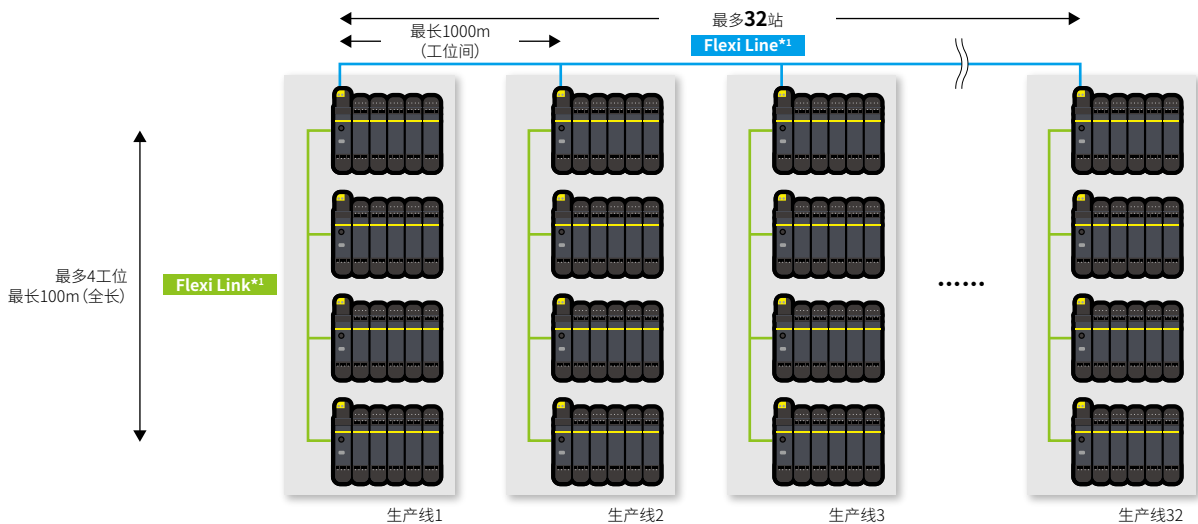 最多32站
最长1000m
（工位间）
Flexi Line*1
最多4工位
最长100m（全长）
Flexi Link*1
……
生产线1
生产线2
生产线3
生产线32